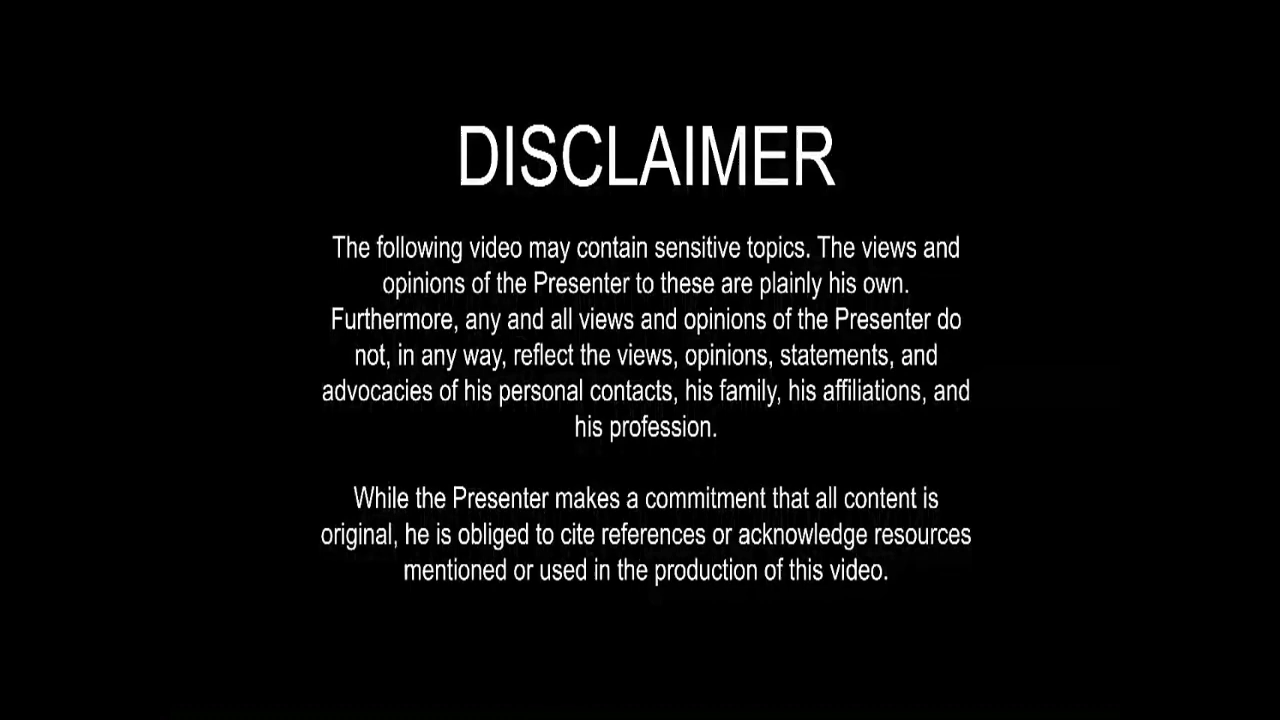 DISCLAIMER
The following video may contain sensitive topics. The views and
opinions of the Presenter to these are plainly his own.
Furthermore, any and all views and opinions of the Presenter do
not, in any way, reflect the views, opinions, statements, and
advocacies of his personal contacts, his family, his affiliations, and
his profession.
While the Presenter makes a commitment that all content is
original, he is obliged to cite references or acknowledge resources
mentioned or used in the production of this video.